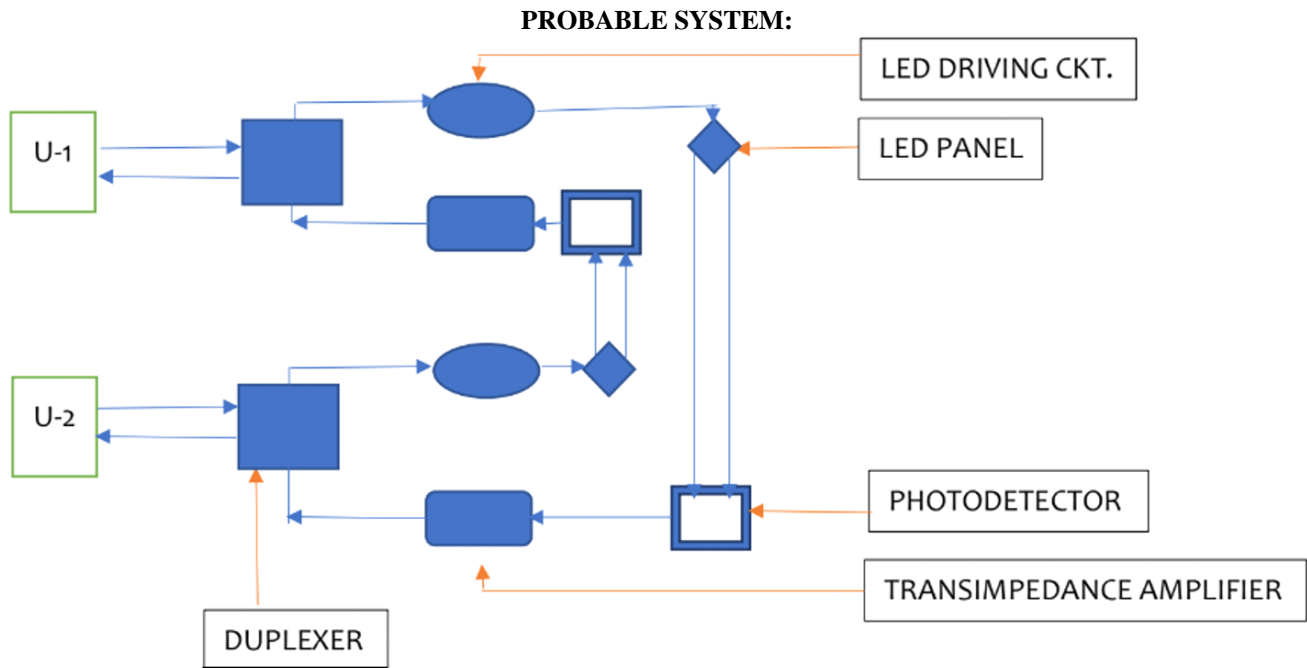 PROBABLE SYSTEM:
LED DRIVING CKT.
U-1
LED PANEL
U-2
PHOTODETECTOR
TRANSIMPEDANCE AMPLIFIER
DUPLEXER